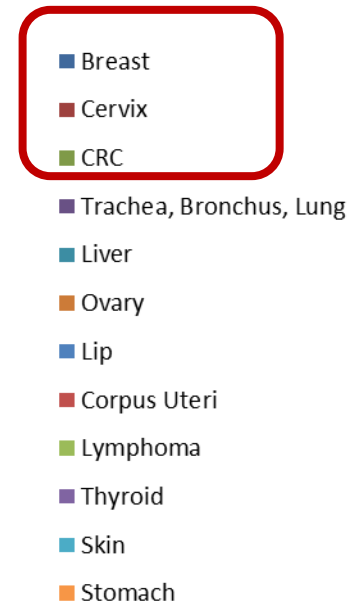 Breast
Cervix
CRC
Trachea, Bronchus, Lung
Liver
Ovary
Lip
Corpus Uteri
Lymphoma
Thyroid
Skin
Stomach